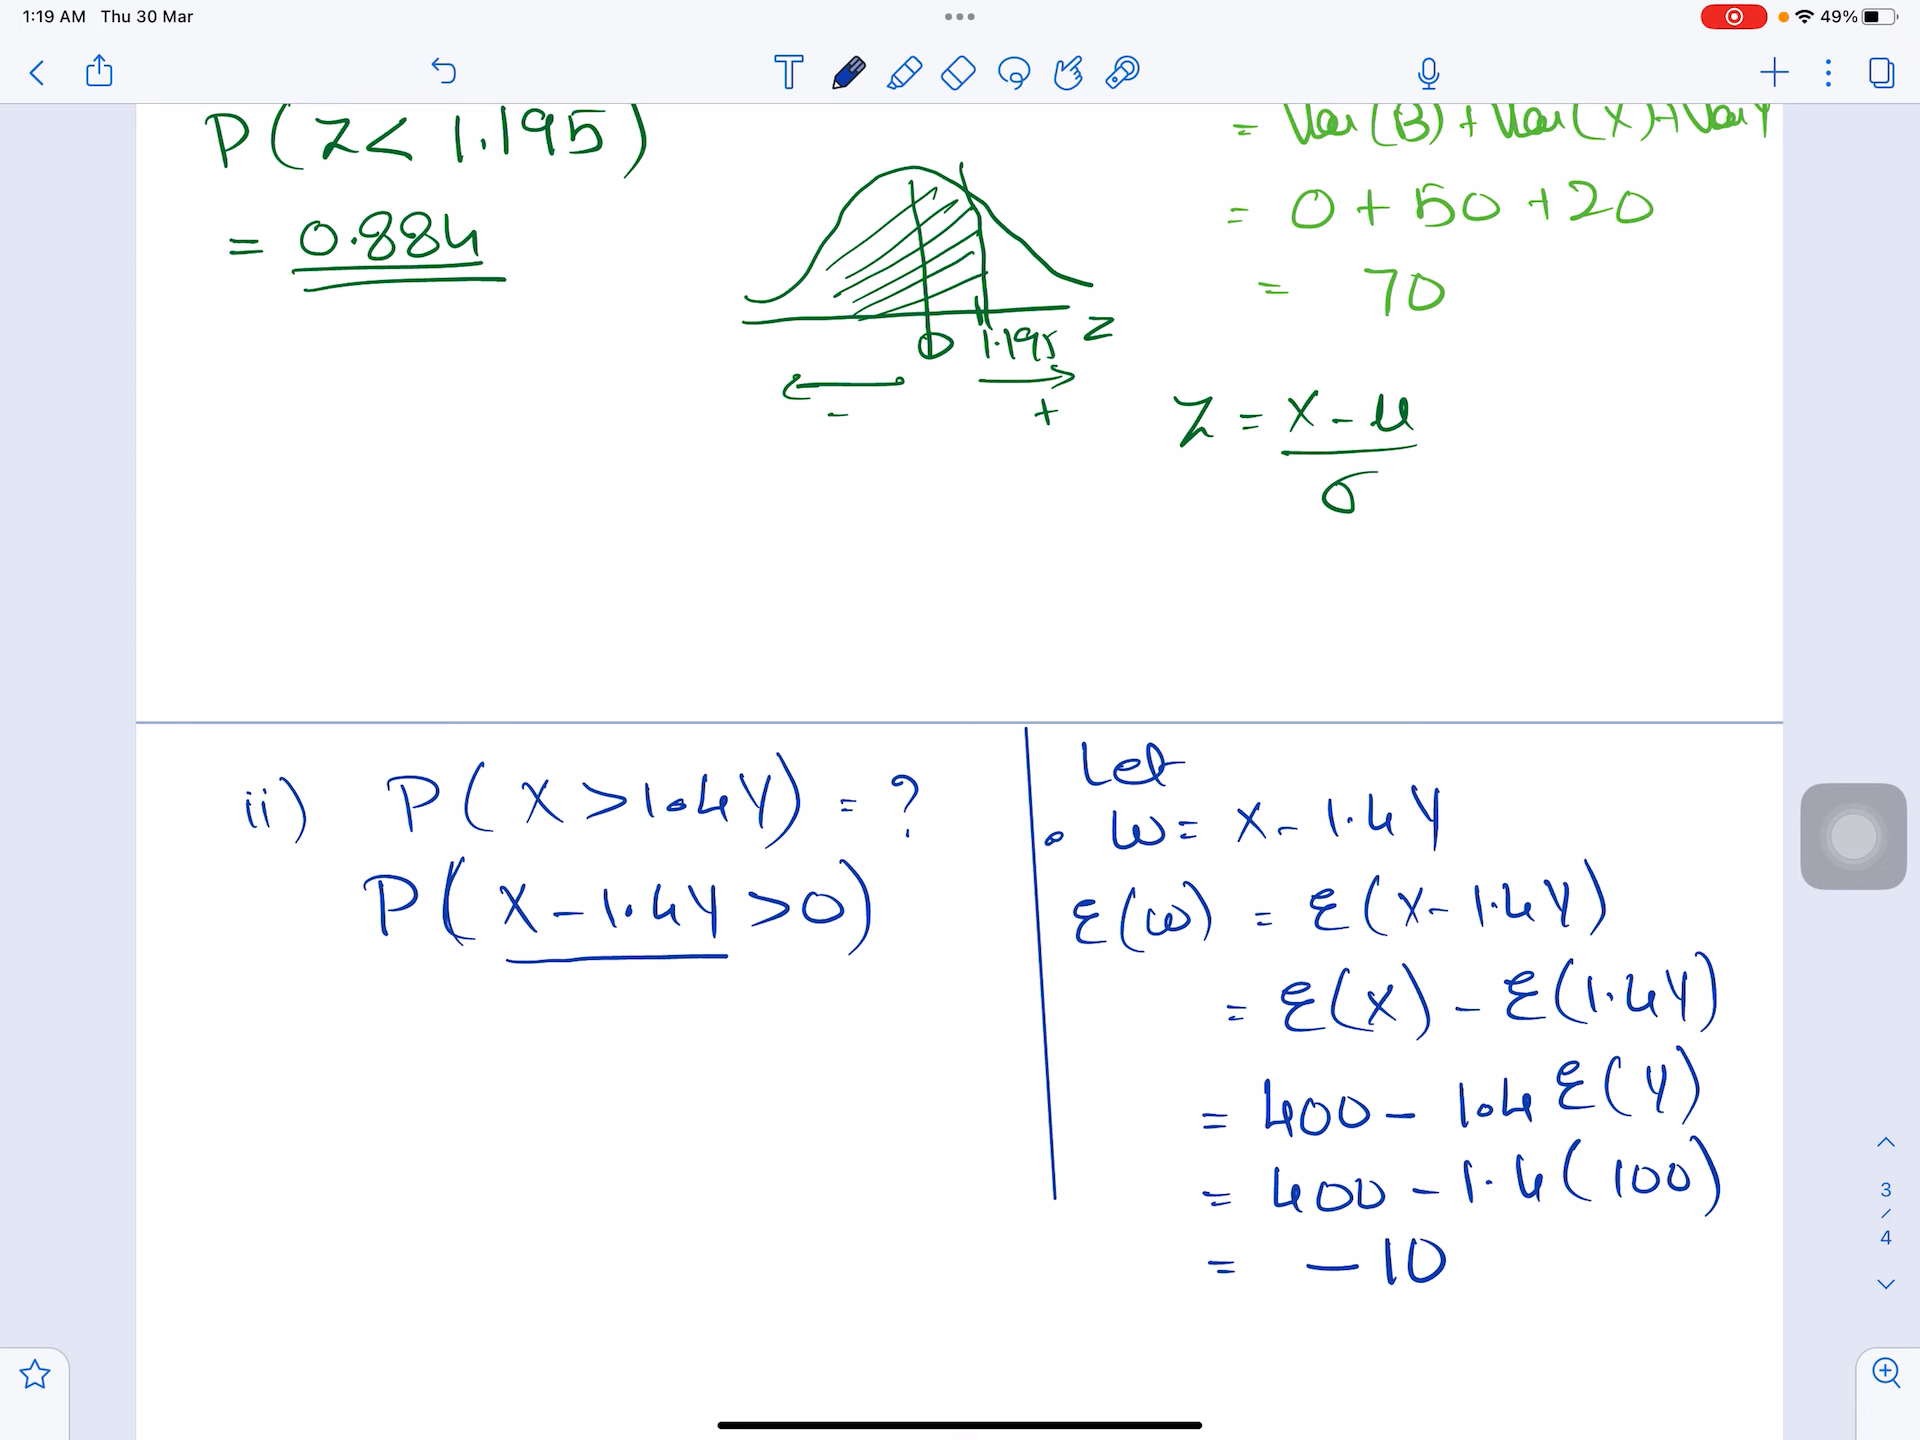 1:19 AM Thu 30 Mar
49%
P(Z< 1.195)
= 0.884
0 1.195 Z
- +
= Var(B) + Var(X) + Var Y
= 0 + 50 + 20
= 70
Z = X - μ
σ
ii) P( X > 1.4Y) = ?
P( X - 1.4Y > 0)
Let
• W = X - 1.4Y
E(W) = E(X - 1.4Y)
= E(X) - E(1.4Y)
= 400 - 1.4 E(Y)
= 400 - 1.4(100)
= -10
3
/
4